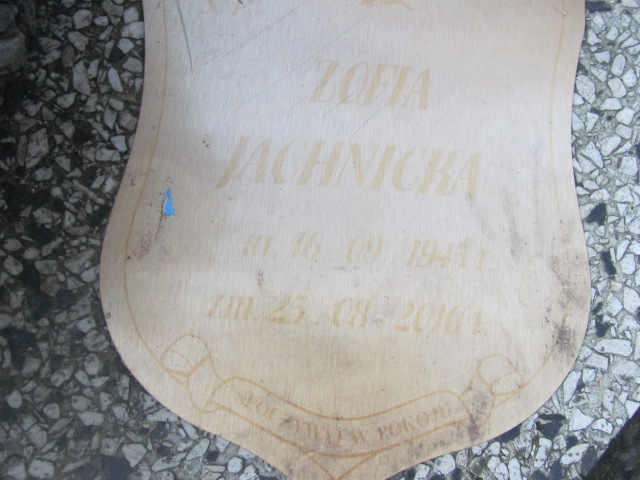 ZOFIA
JACHNICKA
ur. 16. 09. 1945 r.
zm. 25. 08. 2016 r.
SPOCZYWAJ W POKOJU